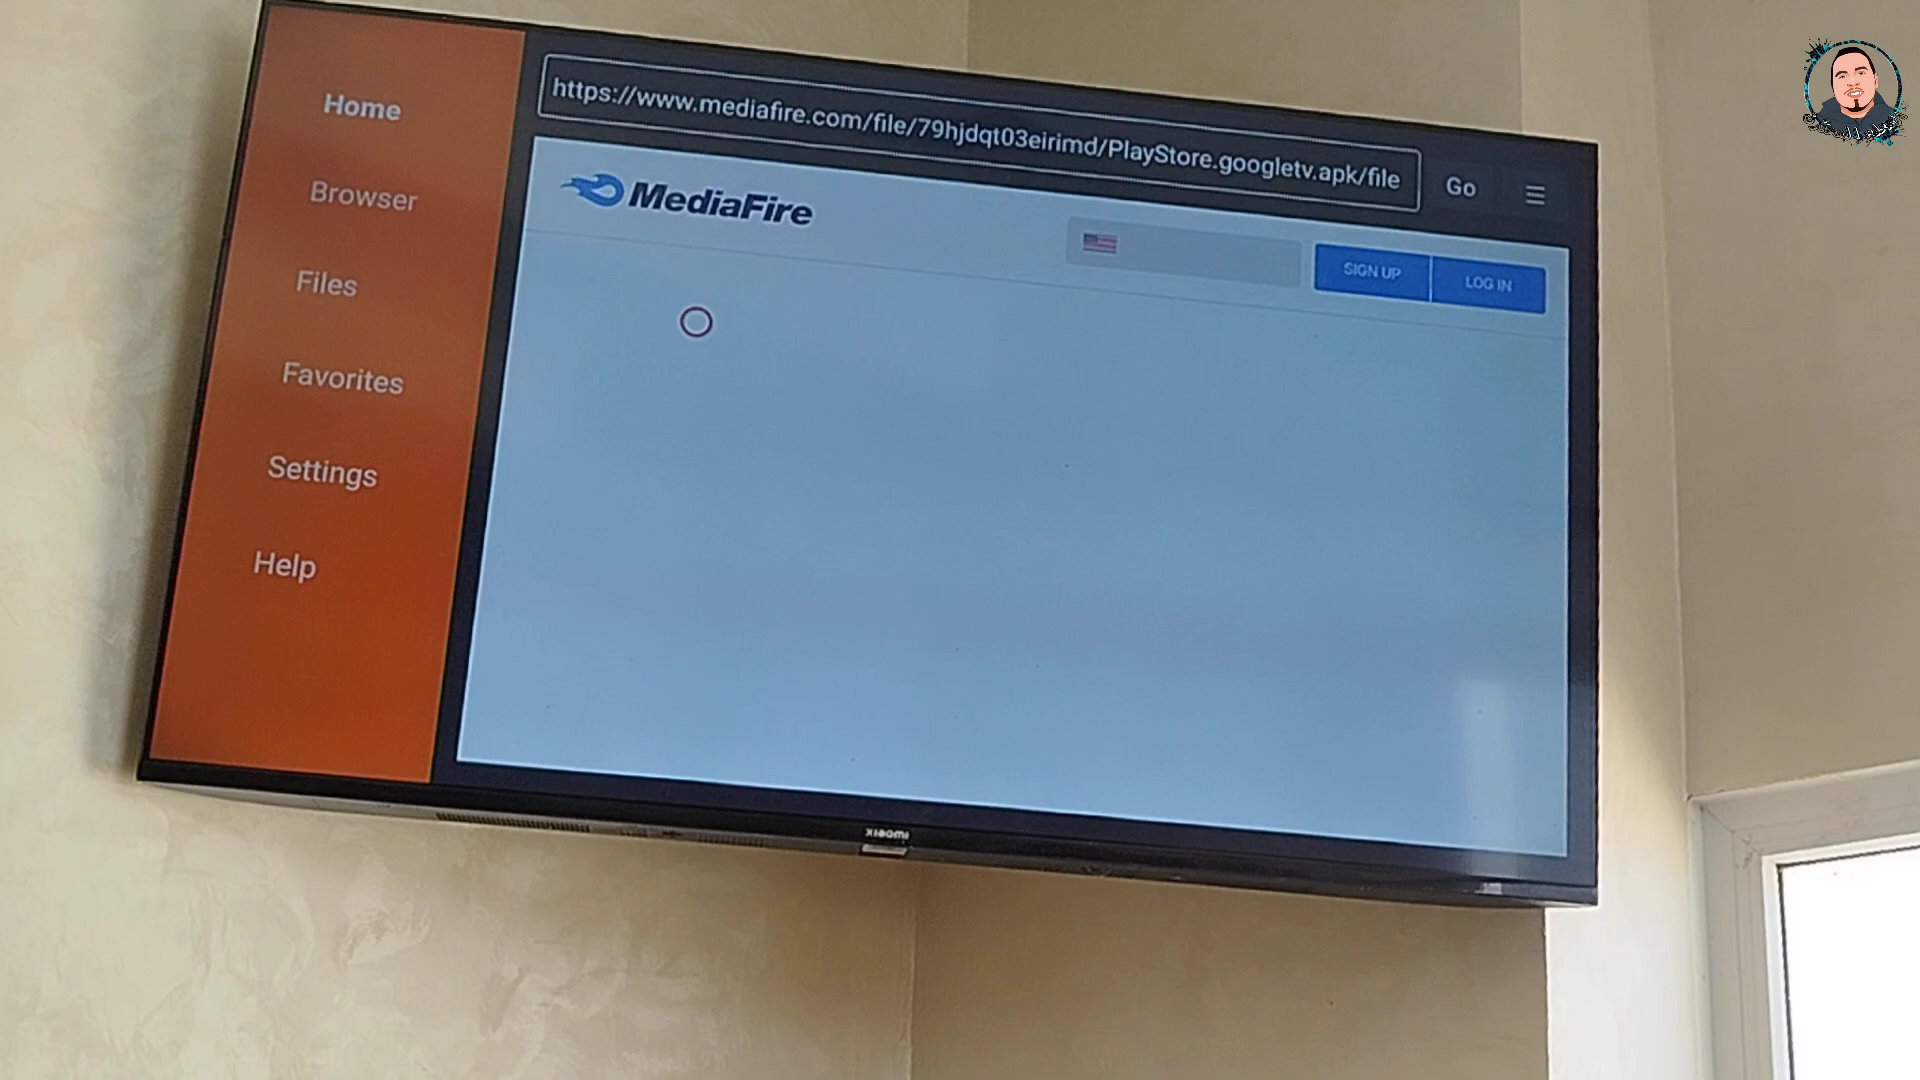 Home
Browser
Files
Favorites
Settings
Help
https://www.mediafire.com/file/79hjdqt03eirimd/PlayStore.googletv.apk/file
Go
MediaFire
SIGN UP
LOG IN
xiaomi